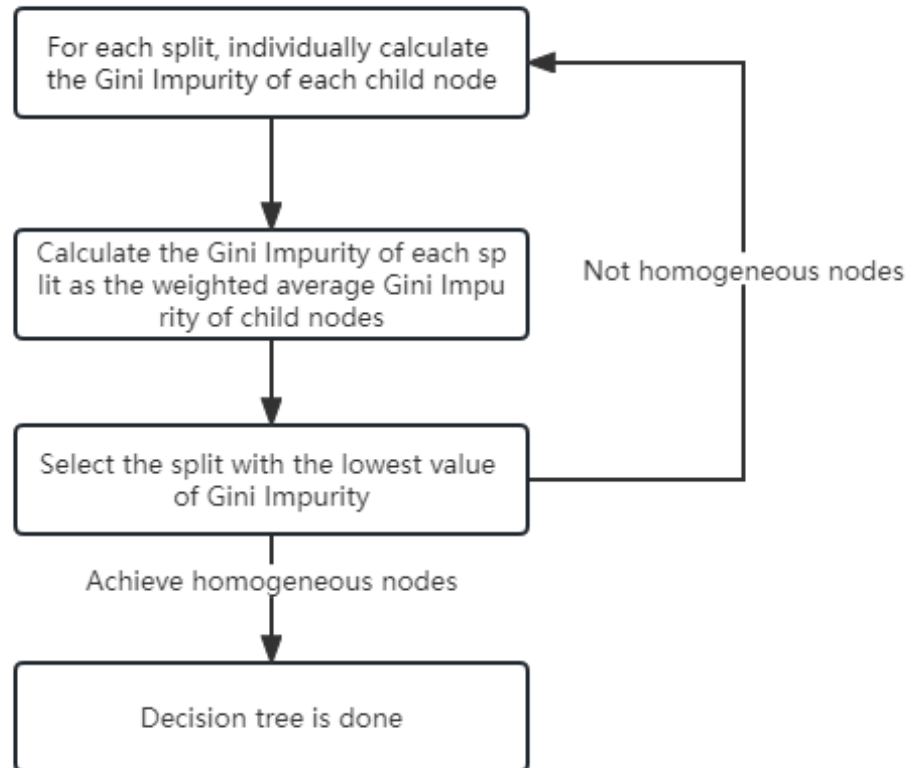 For each split, individually calculate
the Gini Impurity of each child node
Calculate the Gini Impurity of each sp
lit as the weighted average Gini Impu
rity of child nodes
Not homogeneous nodes
Select the split with the lowest value
of Gini Impurity
Achieve homogeneous nodes
Decision tree is done